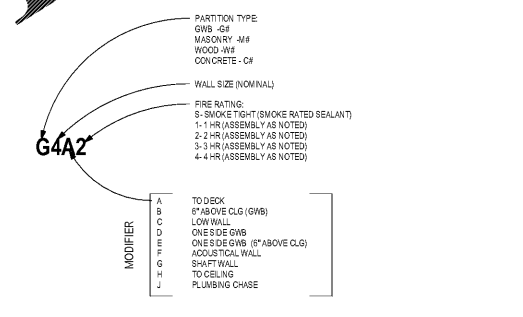 PARTITION TYPE:
GWB -G#
MASONRY -M#
WOOD -W#
CONCRETE - C#
WALL SIZE (NOMINAL)
FIRE RATING:
S- SMOKE TIGHT (SMOKE RATED SEALANT)
1- 1 HR (ASSEMBLY AS NOTED)
2- 2 HR (ASSEMBLY AS NOTED)
3- 3 HR (ASSEMBLY AS NOTED)
4- 4 HR (ASSEMBLY AS NOTED)
G4A2
MODIFIER
A TO DECK
B 6" ABOVE CLG (GWB)
C LOW WALL
D ONE SIDE GWB
E ONE SIDE GWB (6" ABOVE CLG)
F ACOUSTICAL WALL
G SHAFT WALL
H TO CEILING
J PLUMBING CHASE